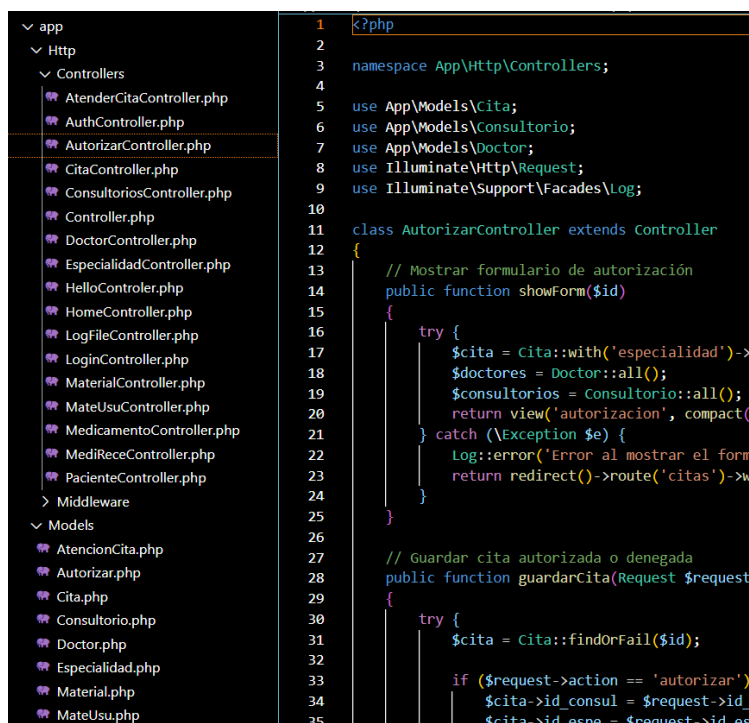 app
Http
Controllers
AtenderCitaController.php
AuthController.php
AutorizarController.php
CitaController.php
ConsultoriosController.php
Controller.php
DoctorController.php
EspecialidadController.php
HelloControler.php
HomeController.php
LogFileController.php
LoginController.php
MaterialController.php
MateUsuController.php
MedicamentoController.php
MediReceController.php
PacienteController.php
Middleware
Models
AtencionCita.php
Autorizar.php
Cita.php
Consultorio.php
Doctor.php
Especialidad.php
Material.php
MateUsu.php
1 <?php
2
3 namespace App\Http\Controllers;
4
5 use App\Models\Cita;
6 use App\Models\Consultorio;
7 use App\Models\Doctor;
8 use Illuminate\Http\Request;
9 use Illuminate\Support\Facades\Log;
10
11 class AutorizarController extends Controller
12 {
13 // Mostrar formulario de autorización
14 public function showForm($id)
15 {
16 try {
17 $cita = Cita::with('especialidad')->
18 $doctores = Doctor::all();
19 $consultorios = Consultorio::all();
20 return view('autorizacion', compact(
21 } catch (\Exception $e) {
22 Log::error('Error al mostrar el form
23 return redirect()->route('citas')->w
24 }
25 }
26
27 // Guardar cita autorizada o denegada
28 public function guardarCita(Request $request
29 {
30 try {
31 $cita = Cita::findOrFail($id);
32
33 if ($request->action == 'autorizar')
34 $cita->id_consul = $request->id_
35 $cita->id_espe = $request->id_es